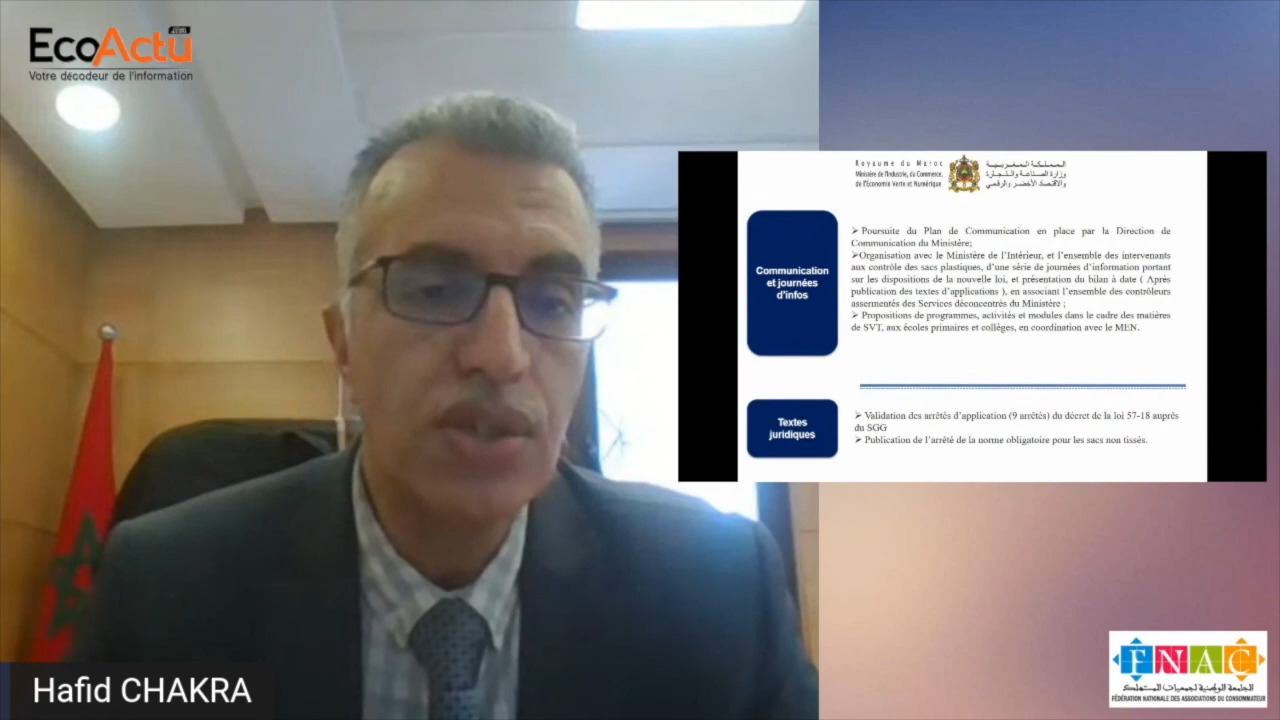 EcoActu
.ma
Votre décodeur de l'information
Royaume du Maroc
Ministère de l'Industrie, du Commerce,
de l'Économie Verte et Numérique
المملكة المغربية
وزارة الصناعة والتجارة
والاقتصاد الأخضر والرقمي
Communication
et journées
d'infos
➢ Poursuite du Plan de Communication en place par la Direction de
Communication du Ministère;
➢Organisation avec le Ministère de l'Intérieur, et l'ensemble des intervenants
aux contrôle des sacs plastiques, d'une série de journées d'information portant
sur les dispositions de la nouvelle loi, et présentation du bilan à date ( Après
publication des textes d'applications ), en associant l'ensemble des contrôleurs
assermentés des Services déconcentrés du Ministère ;
➢ Propositions de programmes, activités et modules dans le cadre des matières
de SVT, aux écoles primaires et collèges, en coordination avec le MEN.
Textes
juridiques
➢ Validation des arrêtés d'application (9 arrêtés) du décret de la loi 57-18 auprès
du SGG
➢ Publication de l'arrêté de la norme obligatoire pour les sacs non tissés.
Hafid CHAKRA
FNAC
الجامعة الوطنية لجمعيات المستهلك
FÉDÉRATION NATIONALE DES ASSOCIATIONS DU CONSOMMATEUR